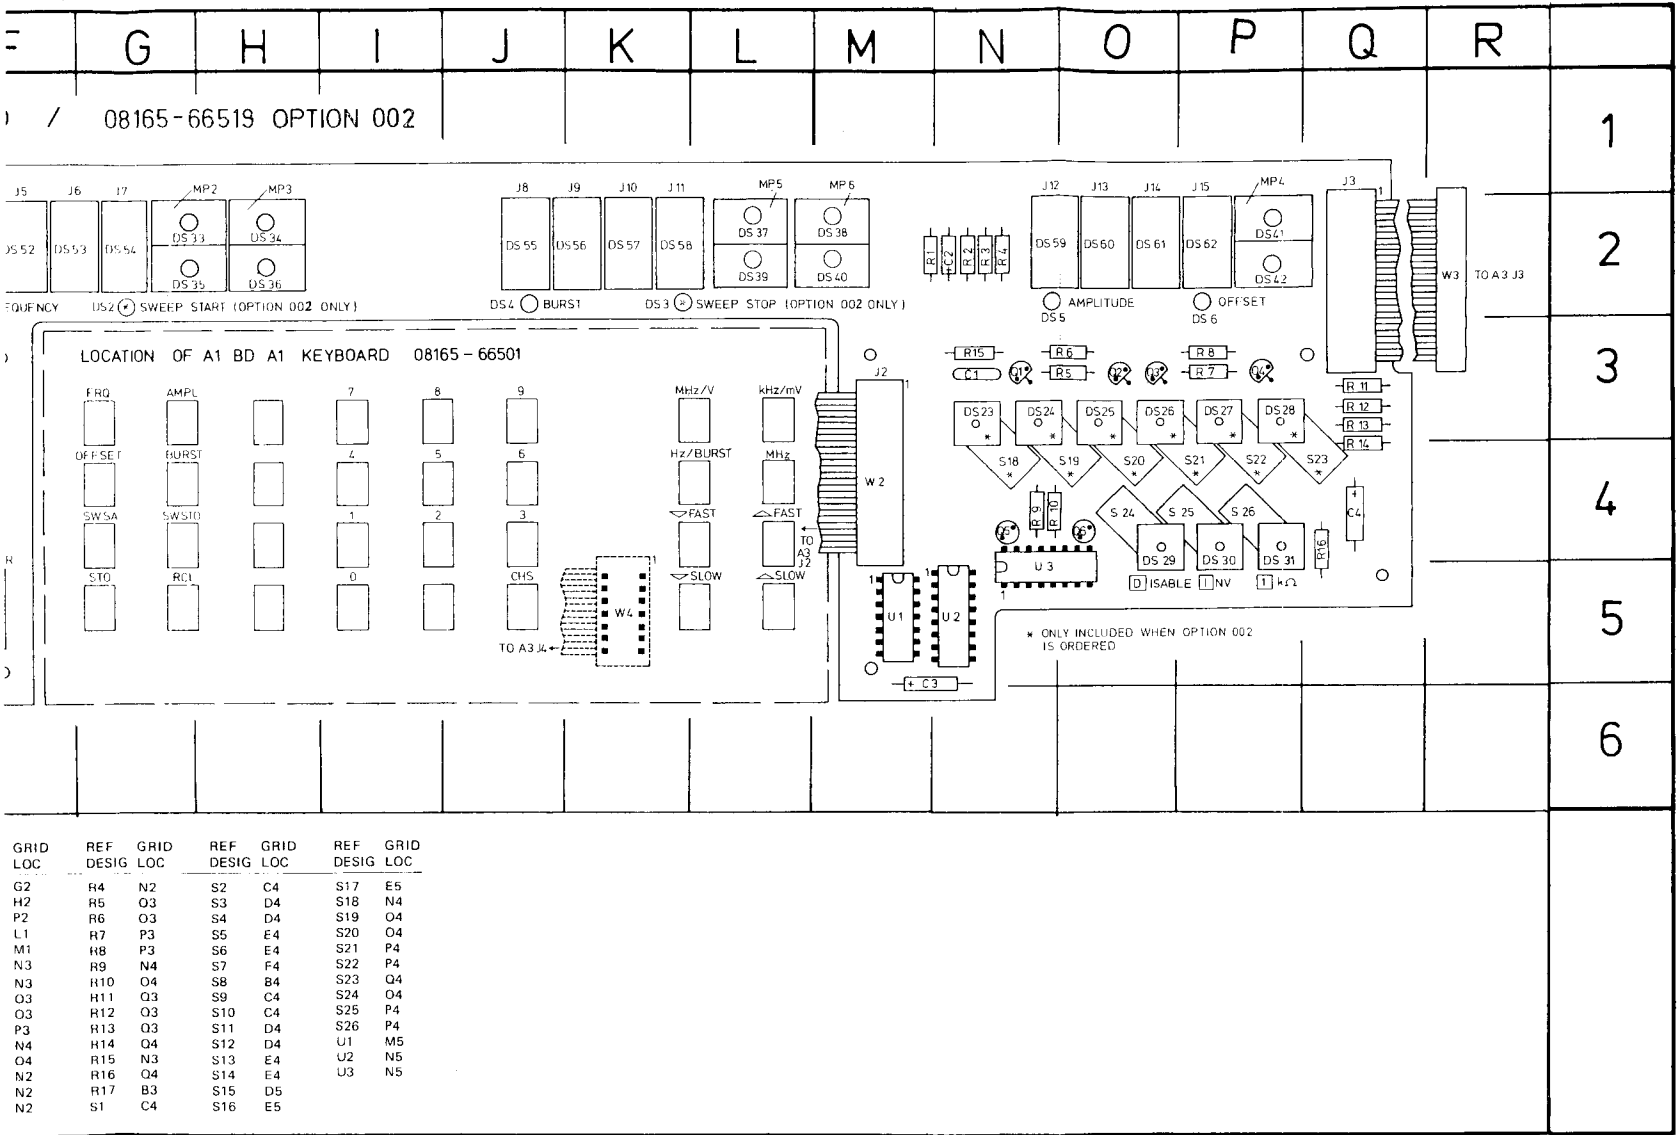 G H I J K L M N O P Q R
/ 08165-66519 OPTION 002
1
J5 J6 J7 MP2 MP3 J8 J9 J10 J11 MP5 MP6 J12 J13 J14 J15 MP4 J3 1
DS33 DS34 DS37 DS38 DS41
DS52 DS53 DS54 DS55 DS56 DS57 DS58 R1 +C2 R2 R3 R4 DS59 DS60 DS61 DS62 2
DS35 DS36 DS39 DS40 DS42 W3 TO A3 J3
EQUENCY DS2 * SWEEP START (OPTION 002 ONLY) DS4 BURST DS3 * SWEEP STOP (OPTION 002 ONLY) AMPLITUDE OFFSET
DS5 DS6
LOCATION OF A1 BD A1 KEYBOARD 08165-66501
R15 R6 R8
C1 Q1 R5 Q2 Q3 R7 Q4 3
J2 1
FRQ AMPL 7 8 9 MHz/V kHz/mV
R11
R12
R13
R14
DS23 DS24 DS25 DS26 DS27 DS28
* * * * * *
OFFSET BURST 4 5 6 Hz/BURST MHz
S18 S19 S20 S21 S22 S23
* * * * * *
W2
R9 R10 S24 S25 S26 + C4 4
SWSA SWSTO 1 2 3 ▽FAST △FAST
TO A3 J2
Q5 Q6 R16
U3 DS29 DS30 DS31
STO RCL 0 CHS 1 ▽SLOW △SLOW
1 1 1 DISABLE INV 1 kΩ
W4 U1 U2 5
TO A3 J4
* ONLY INCLUDED WHEN OPTION 002
IS ORDERED
+ C3
6
GRID REF GRID REF GRID REF GRID
LOC DESIG LOC DESIG LOC DESIG LOC
G2 R4 N2 S2 C4 S17 E5
H2 R5 O3 S3 D4 S18 N4
P2 R6 O3 S4 D4 S19 O4
L1 R7 P3 S5 E4 S20 O4
M1 R8 P3 S6 E4 S21 P4
N3 R9 N4 S7 F4 S22 P4
N3 R10 O4 S8 B4 S23 Q4
O3 R11 Q3 S9 C4 S24 O4
O3 R12 Q3 S10 C4 S25 P4
P3 R13 Q3 S11 D4 S26 P4
N4 R14 Q4 S12 D4 U1 M5
O4 R15 N3 S13 E4 U2 N5
N2 R16 Q4 S14 E4 U3 N5
N2 R17 B3 S15 D5
N2 S1 C4 S16 E5